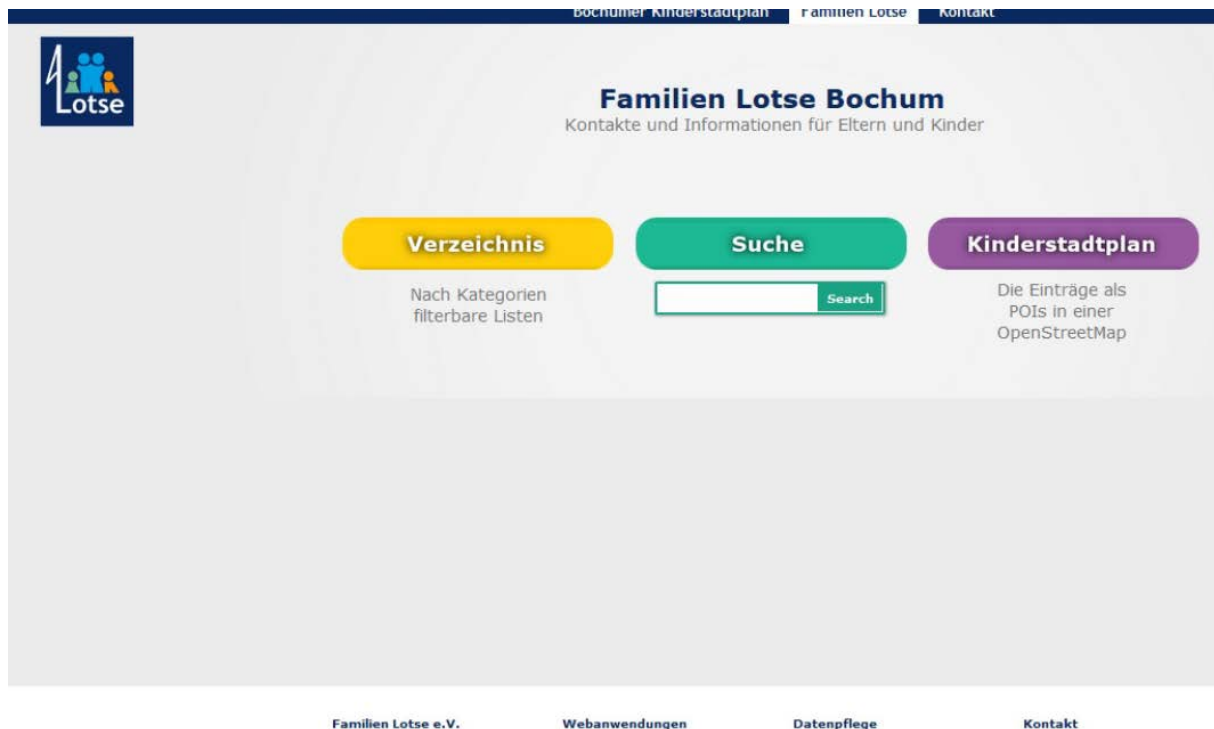 Bochumer Kinderstadtplan Familien Lotse Kontakt
Lotse
Familien Lotse Bochum
Kontakte und Informationen für Eltern und Kinder
Verzeichnis
Nach Kategorien
filterbare Listen
Suche
Search
Kinderstadtplan
Die Einträge als
POIs in einer
OpenStreetMap
Familien Lotse e.V. Webanwendungen Datenpflege Kontakt